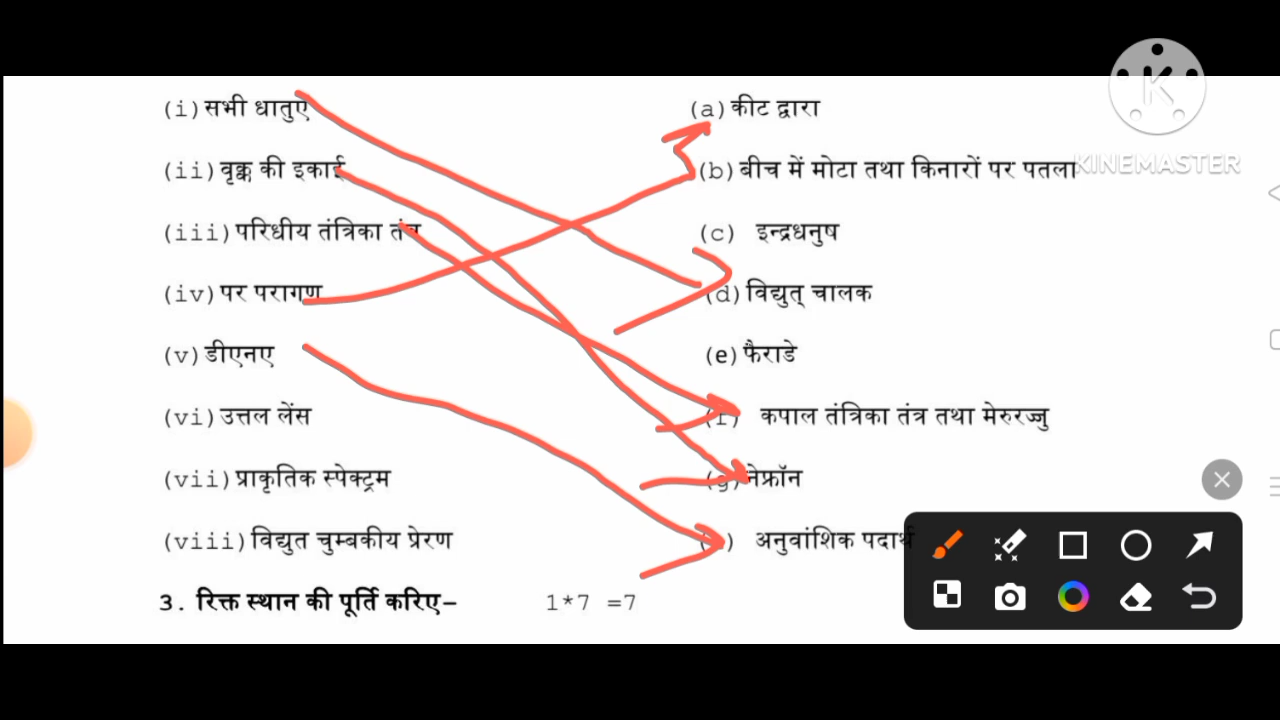 (i) सभी धातुए (a) कीट द्वारा
KINEMASTER
(ii) वृक्क की इकाई (b) बीच में मोटा तथा किनारों पर पतला
(iii) परिधीय तंत्रिका तंत्र (c) इन्द्रधनुष
(iv) पर परागण (d) विद्युत् चालक
(v) डीएनए (e) फैराडे
(vi) उत्तल लेंस (f) कपाल तंत्रिका तंत्र तथा मेरुरज्जु
(vii) प्राकृतिक स्पेक्ट्रम (g) नेफ्रॉन
(viii) विद्युत चुम्बकीय प्रेरण अनुवांशिक पदार्थ
3. रिक्त स्थान की पूर्ति करिए– 1*7 =7